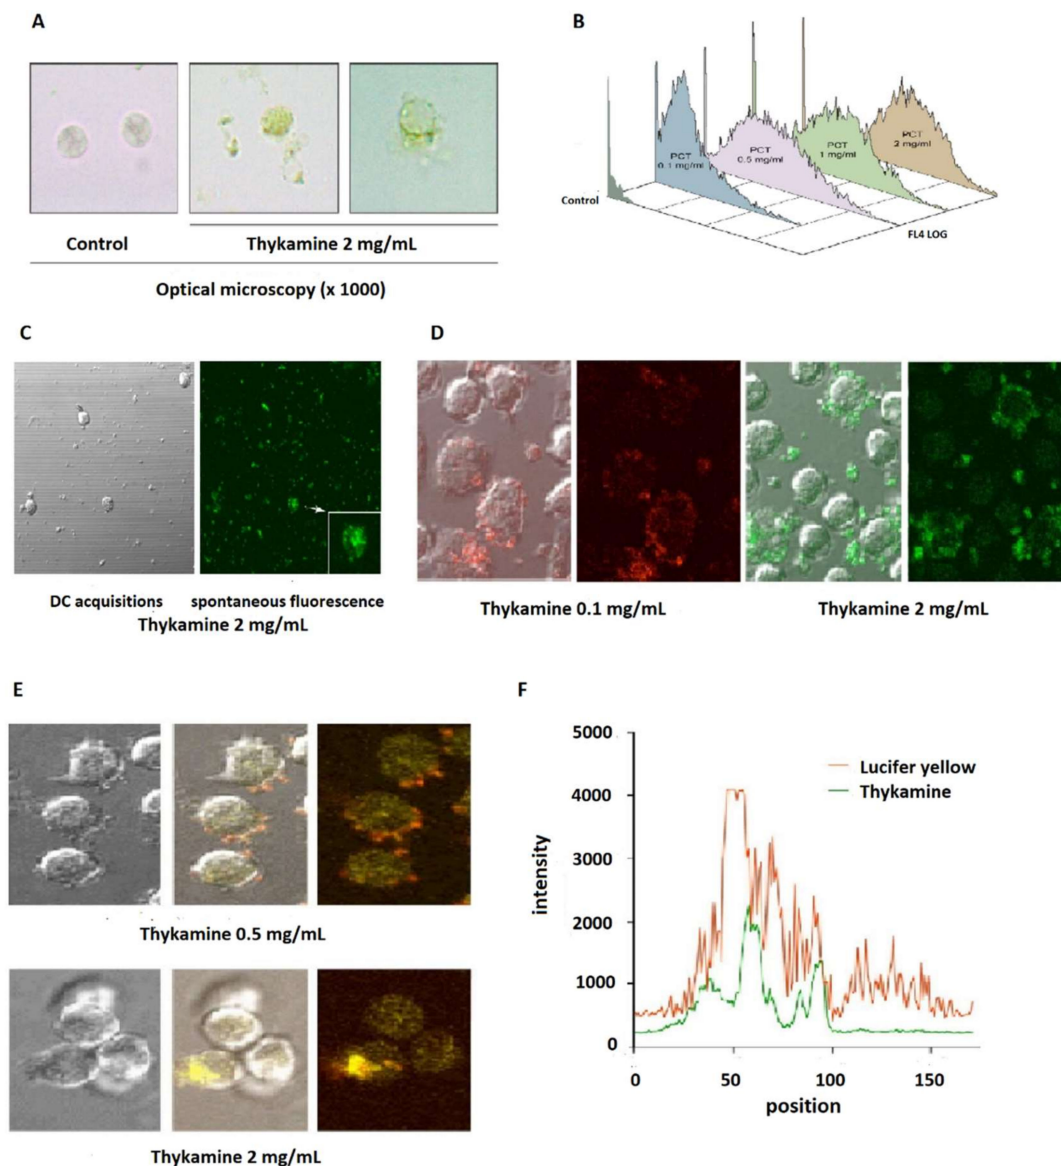 A
Control
Thykamine 2 mg/mL
Optical microscopy (x 1000)
B
PCT
0.1 mg/ml
PCT
0.5 mg/ml
PCT
1 mg/ml
PCT
2 mg/ml
Control
FL4 LOG
C
DC acquisitions
spontaneous fluorescence
Thykamine 2 mg/mL
D
Thykamine 0.1 mg/mL
Thykamine 2 mg/mL
E
Thykamine 0.5 mg/mL
Thykamine 2 mg/mL
F
5000
4000
3000
2000
1000
0
intensity
Lucifer yellow
Thykamine
0
50
100
150
position